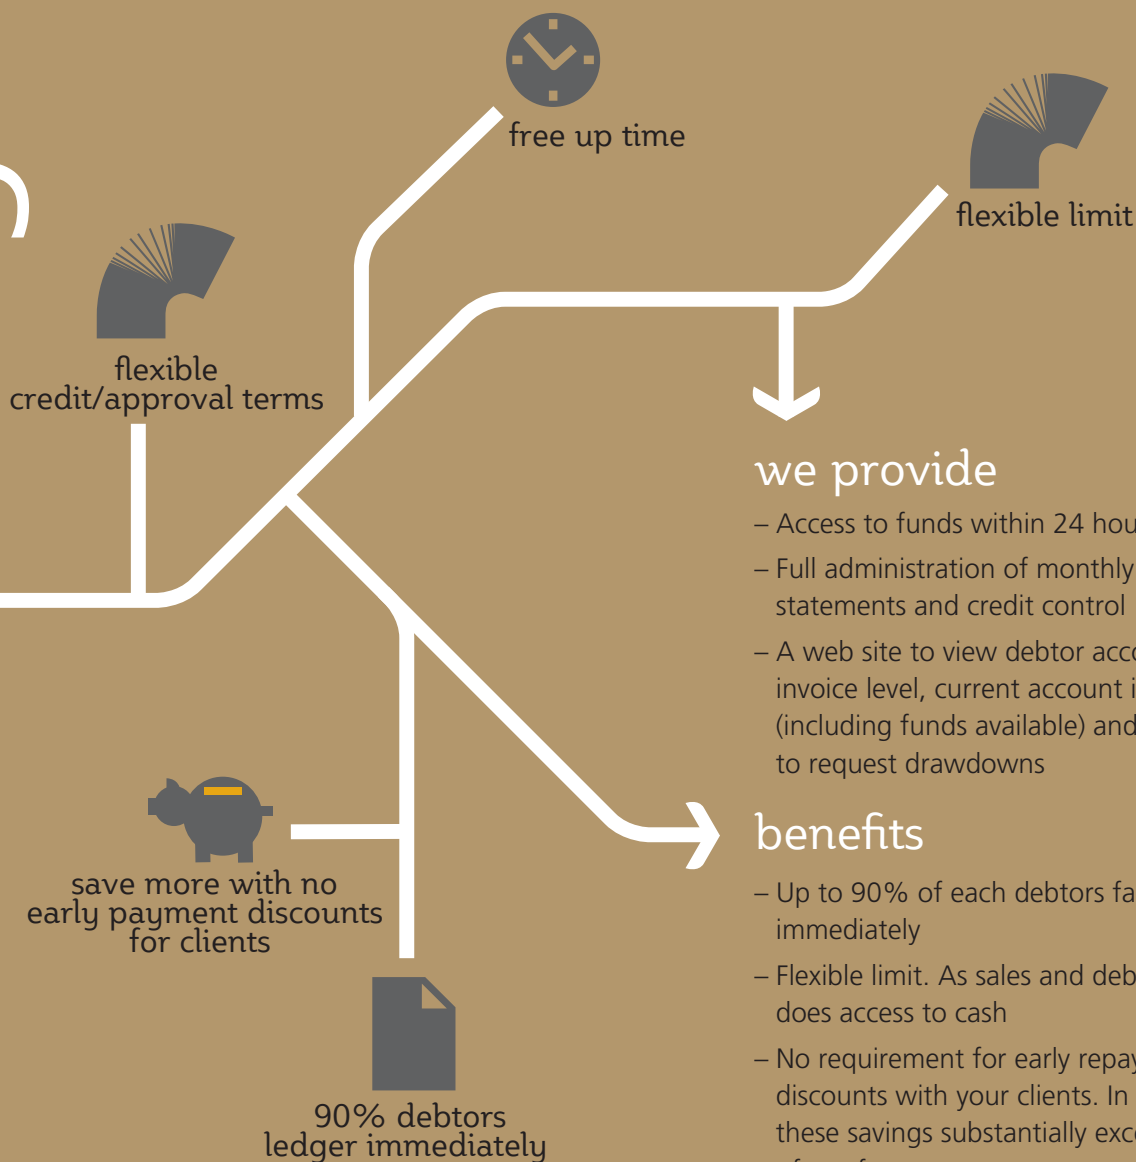 free up time
flexible limit
flexible
credit/approval terms
we provide
– Access to funds within 24
– Full administration of monthly
statements and credit control
– A web site to view debtor
invoice level, current account
(including funds available) and
to request drawdowns
save more with no
early payment discounts
for clients
90% debtors
ledger immediately
benefits
– Up to 90% of each debtors
immediately
– Flexible limit. As sales and
does access to cash
– No requirement for early
discounts with your clients. In
these savings substantially